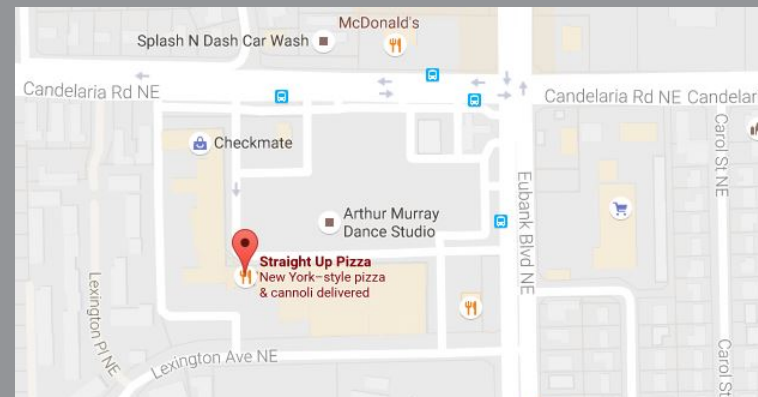 McDonald's
Splash N Dash Car Wash
Candelaria Rd NE
Candelaria Rd NE
Candelar
Checkmate
Carol St NE
Eubank Blvd NE
Arthur Murray
Dance Studio
Straight Up Pizza
New York-style pizza
& cannoli delivered
Lexington Pl NE
Lexington Ave NE
Carol St